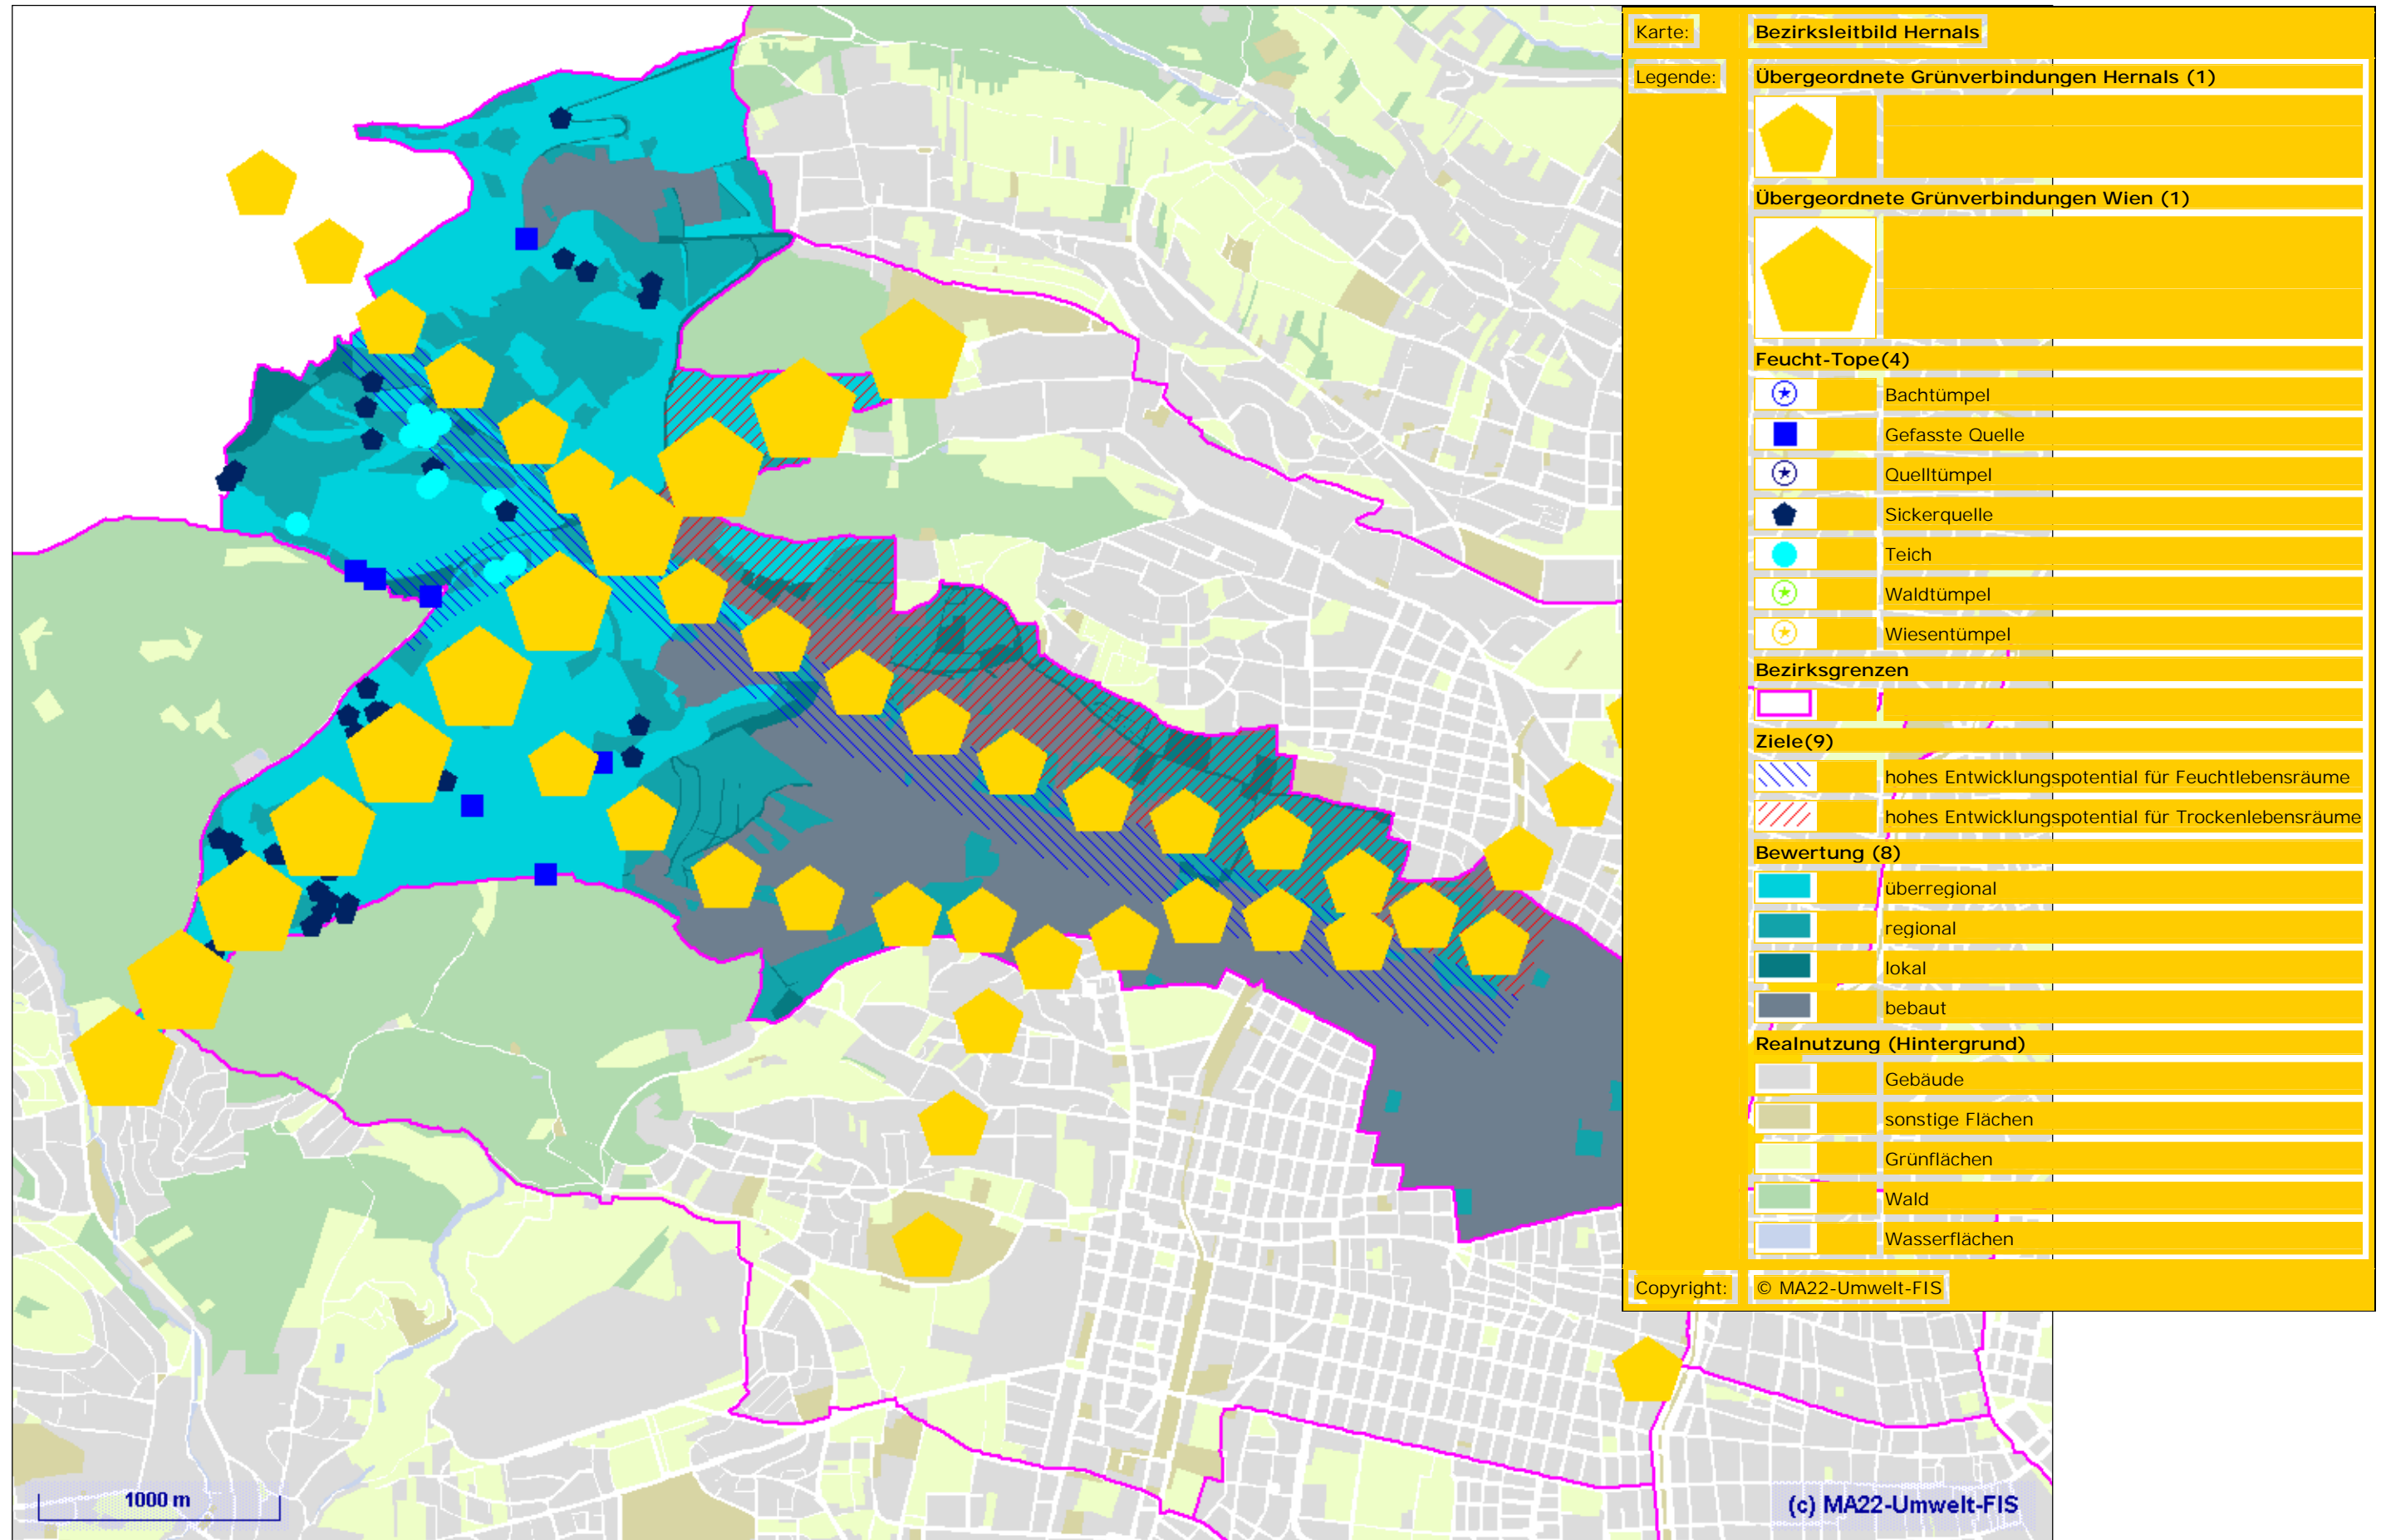 Karte: Bezirksleitbild Hernals
Legende: Übergeordnete Grünverbindungen Hernals (1)
Übergeordnete Grünverbindungen Wien (1)
Feucht-Tope(4)
Bachtümpel
Gefasste Quelle
Quelltümpel
Sickerquelle
Teich
Waldtümpel
Wiesentümpel
Bezirksgrenzen
Ziele(9)
hohes Entwicklungspotential für Feuchtlebensräume
hohes Entwicklungspotential für Trockenlebensräume
Bewertung (8)
überregional
regional
lokal
bebaut
Realnutzung (Hintergrund)
Gebäude
sonstige Flächen
Grünflächen
Wald
Wasserflächen
Copyright: © MA22-Umwelt-FIS
1000 m
(c) MA22-Umwelt-FIS